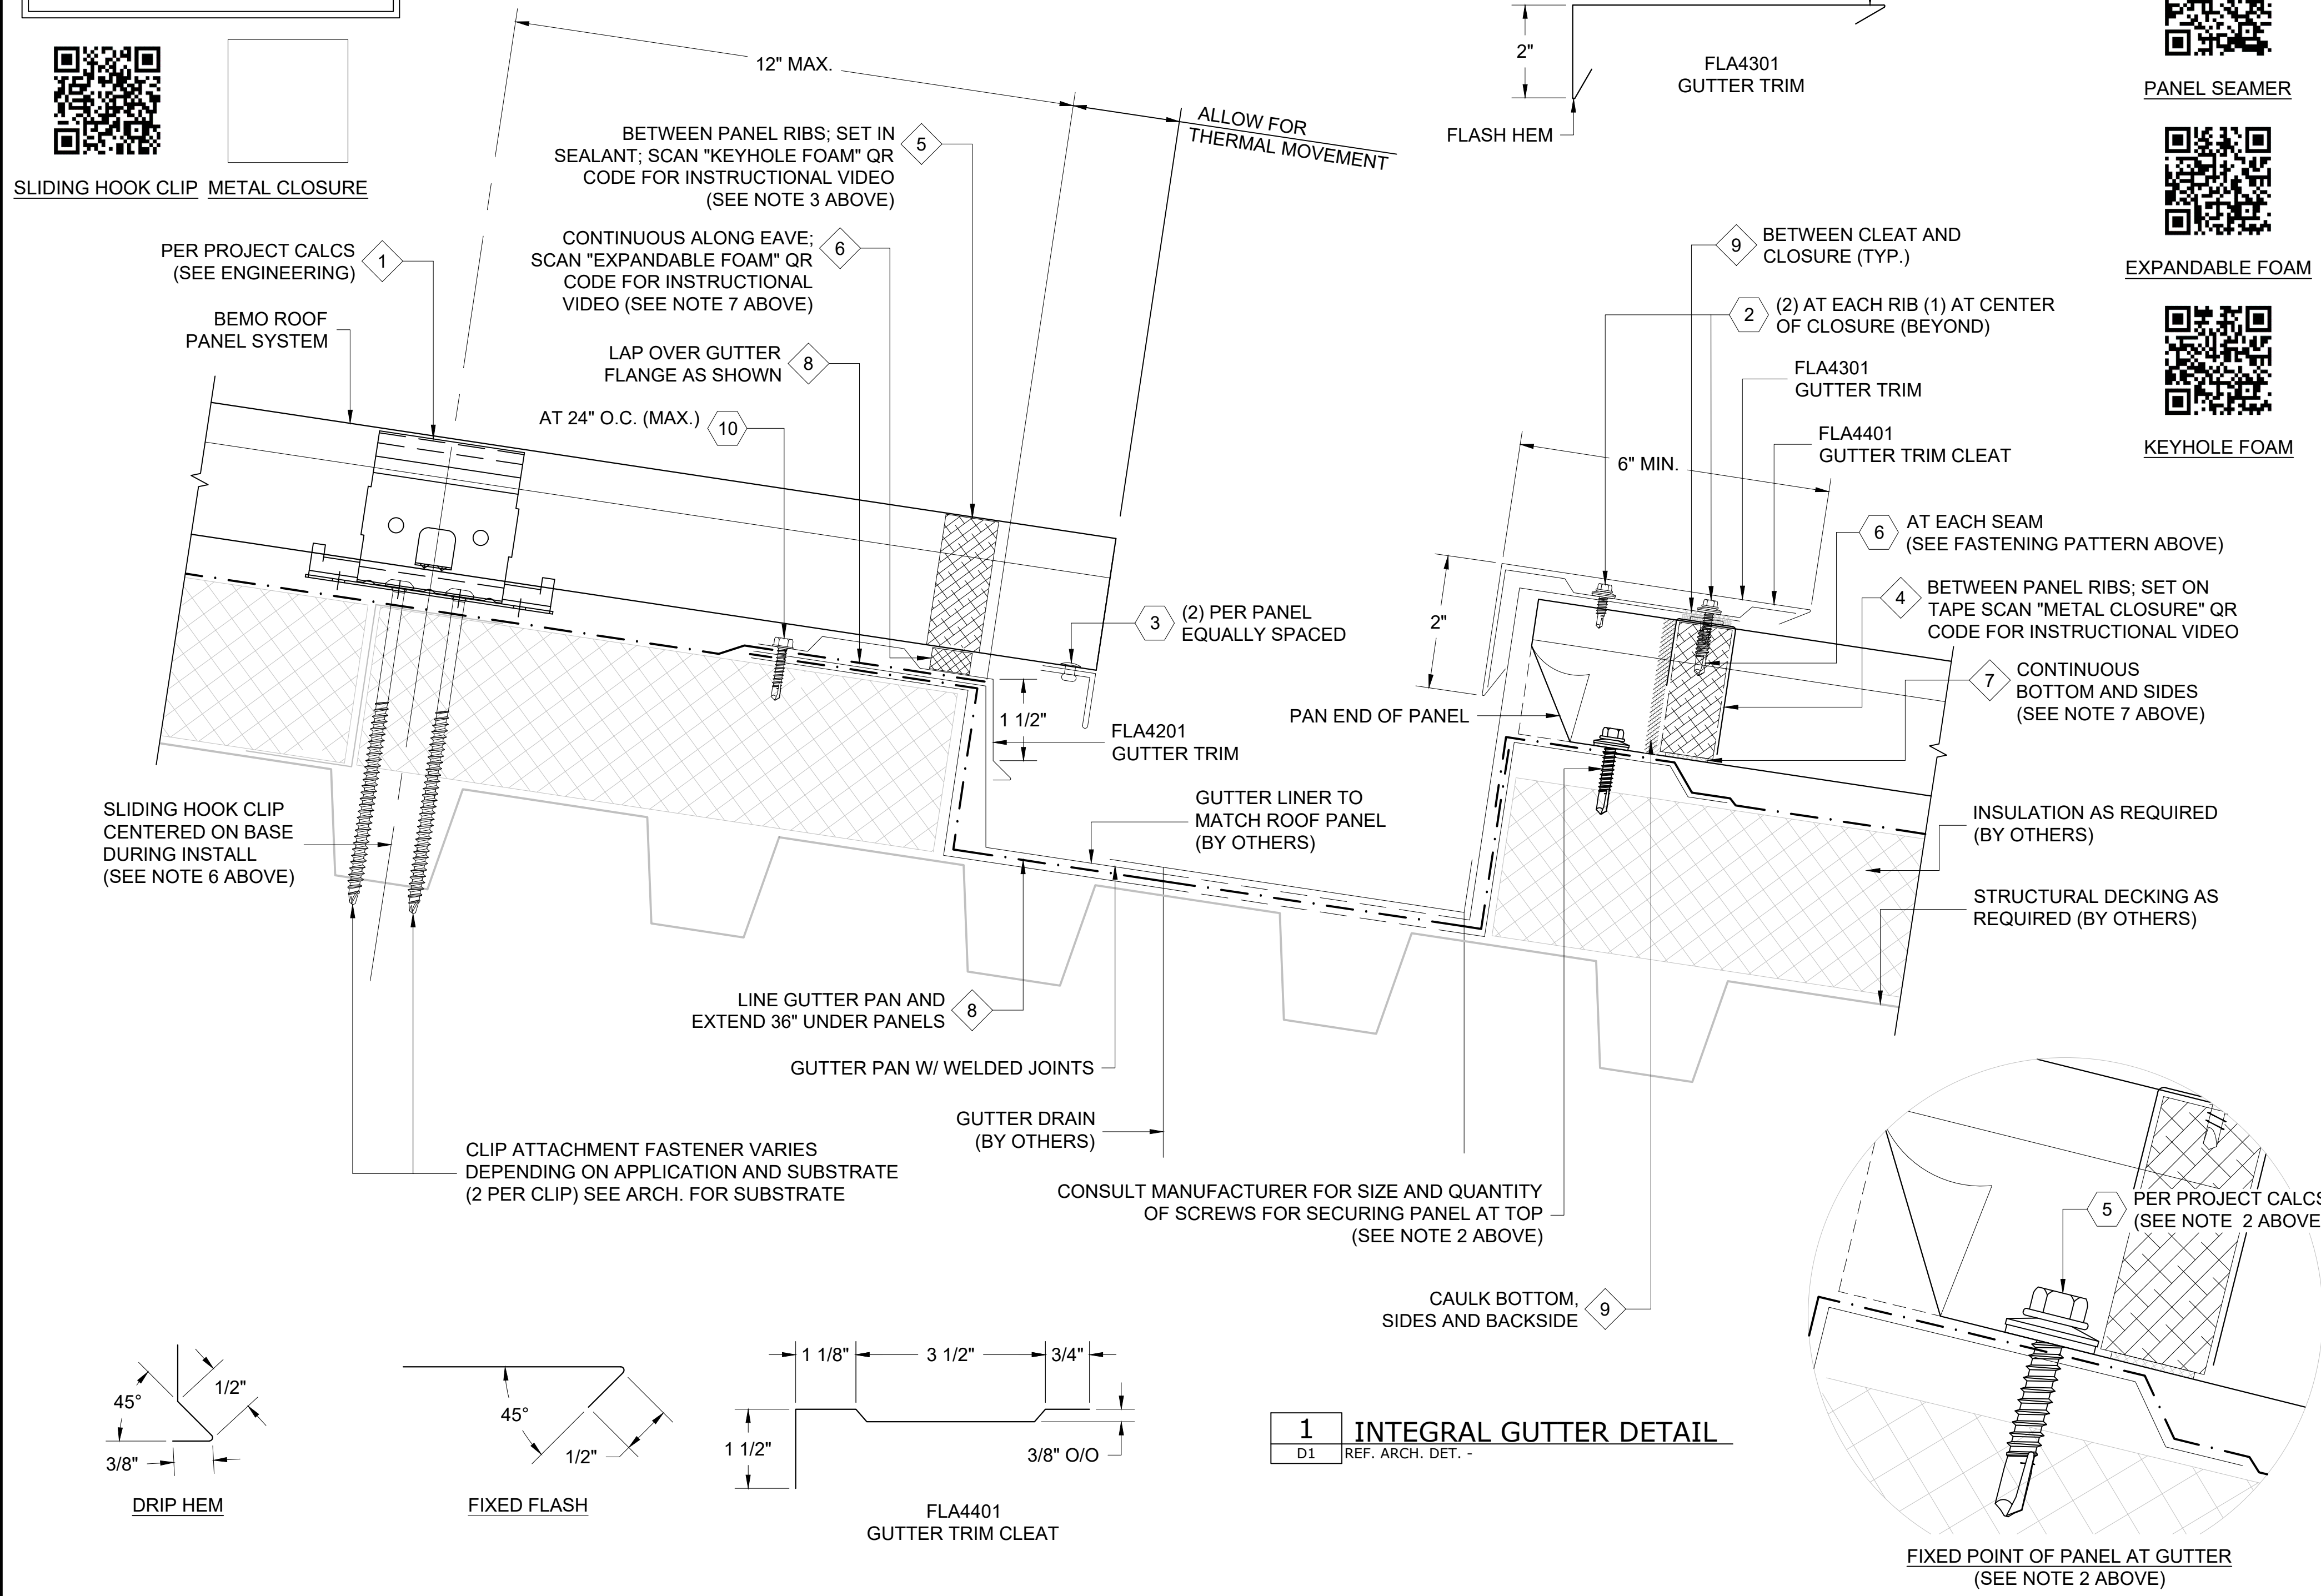 12" MAX.
ALLOW FOR
THERMAL MOVEMENT
2"
FLA4301
GUTTER TRIM
FLASH HEM
PANEL SEAMER
EXPANDABLE FOAM
KEYHOLE FOAM
SLIDING HOOK CLIP
METAL CLOSURE
BETWEEN PANEL RIBS; SET IN
SEALANT; SCAN "KEYHOLE FOAM" QR
CODE FOR INSTRUCTIONAL VIDEO
(SEE NOTE 3 ABOVE)
5
PER PROJECT CALCS
(SEE ENGINEERING)
1
CONTINUOUS ALONG EAVE;
SCAN "EXPANDABLE FOAM" QR
CODE FOR INSTRUCTIONAL
VIDEO (SEE NOTE 7 ABOVE)
6
BEMO ROOF
PANEL SYSTEM
LAP OVER GUTTER
FLANGE AS SHOWN
8
AT 24" O.C. (MAX.)
10
9
BETWEEN CLEAT AND
CLOSURE (TYP.)
2
(2) AT EACH RIB (1) AT CENTER
OF CLOSURE (BEYOND)
FLA4301
GUTTER TRIM
FLA4401
GUTTER TRIM CLEAT
6" MIN.
6
AT EACH SEAM
(SEE FASTENING PATTERN ABOVE)
4
BETWEEN PANEL RIBS; SET ON
TAPE SCAN "METAL CLOSURE" QR
CODE FOR INSTRUCTIONAL VIDEO
7
CONTINUOUS
BOTTOM AND SIDES
(SEE NOTE 7 ABOVE)
3
(2) PER PANEL
EQUALLY SPACED
2"
1 1/2"
FLA4201
GUTTER TRIM
PAN END OF PANEL
GUTTER LINER TO
MATCH ROOF PANEL
(BY OTHERS)
INSULATION AS REQUIRED
(BY OTHERS)
STRUCTURAL DECKING AS
REQUIRED (BY OTHERS)
SLIDING HOOK CLIP
CENTERED ON BASE
DURING INSTALL
(SEE NOTE 6 ABOVE)
LINE GUTTER PAN AND
EXTEND 36" UNDER PANELS
8
GUTTER PAN W/ WELDED JOINTS
GUTTER DRAIN
(BY OTHERS)
CLIP ATTACHMENT FASTENER VARIES
DEPENDING ON APPLICATION AND SUBSTRATE
(2 PER CLIP) SEE ARCH. FOR SUBSTRATE
CONSULT MANUFACTURER FOR SIZE AND QUANTITY
OF SCREWS FOR SECURING PANEL AT TOP
(SEE NOTE 2 ABOVE)
CAULK BOTTOM,
SIDES AND BACKSIDE
9
5
PER PROJECT CALCS
(SEE NOTE 2 ABOVE
45°
1/2"
3/8"
DRIP HEM
45°
1/2"
FIXED FLASH
1 1/8"
3 1/2"
3/4"
1 1/2"
3/8" O/O
FLA4401
GUTTER TRIM CLEAT
1
D1
INTEGRAL GUTTER DETAIL
REF. ARCH. DET. -
FIXED POINT OF PANEL AT GUTTER
(SEE NOTE 2 ABOVE)